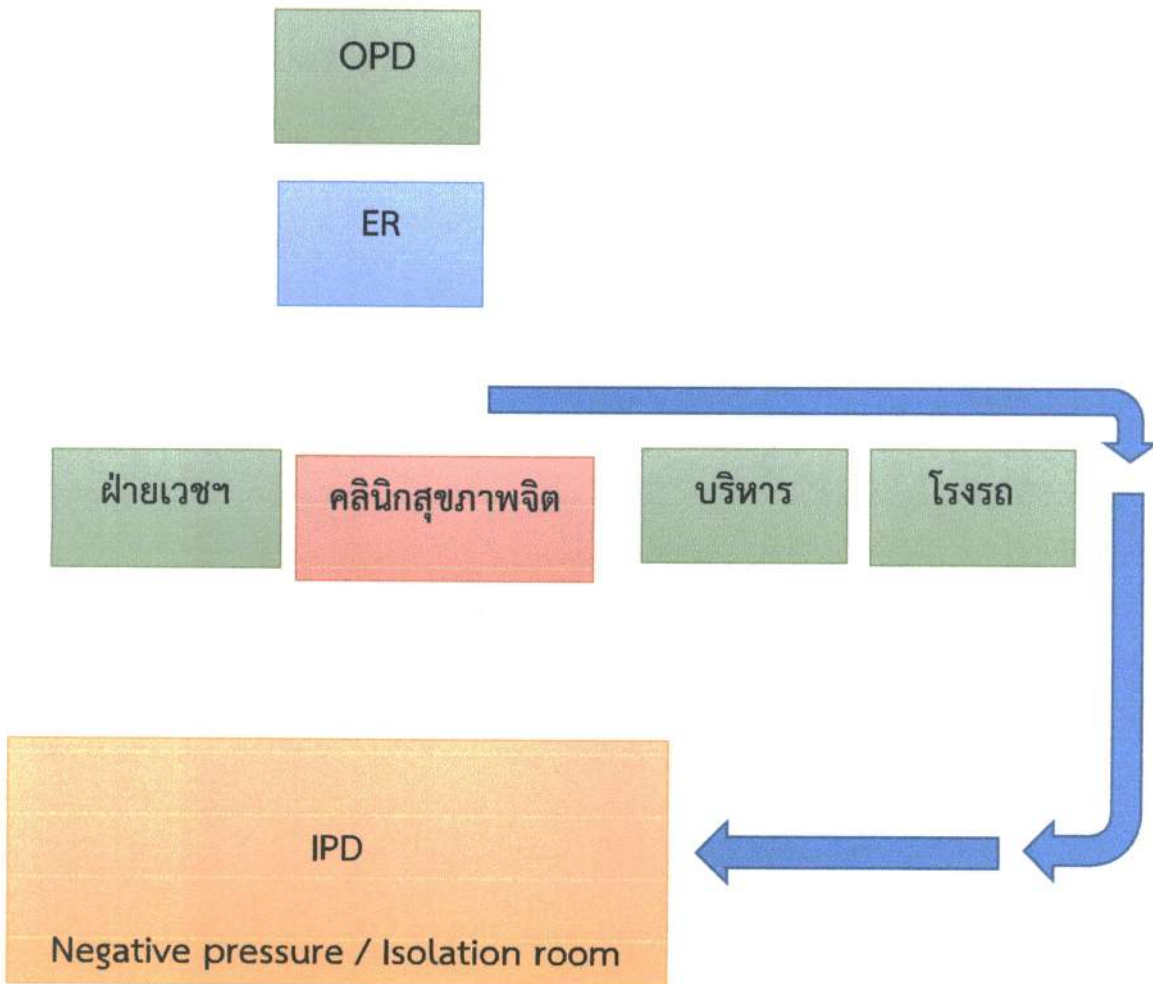 OPD
ER
ฝ่ายเวชฯ
คลินิกสุขภาพจิต
บริหาร
โรงรถ
IPD
Negative pressure / Isolation room